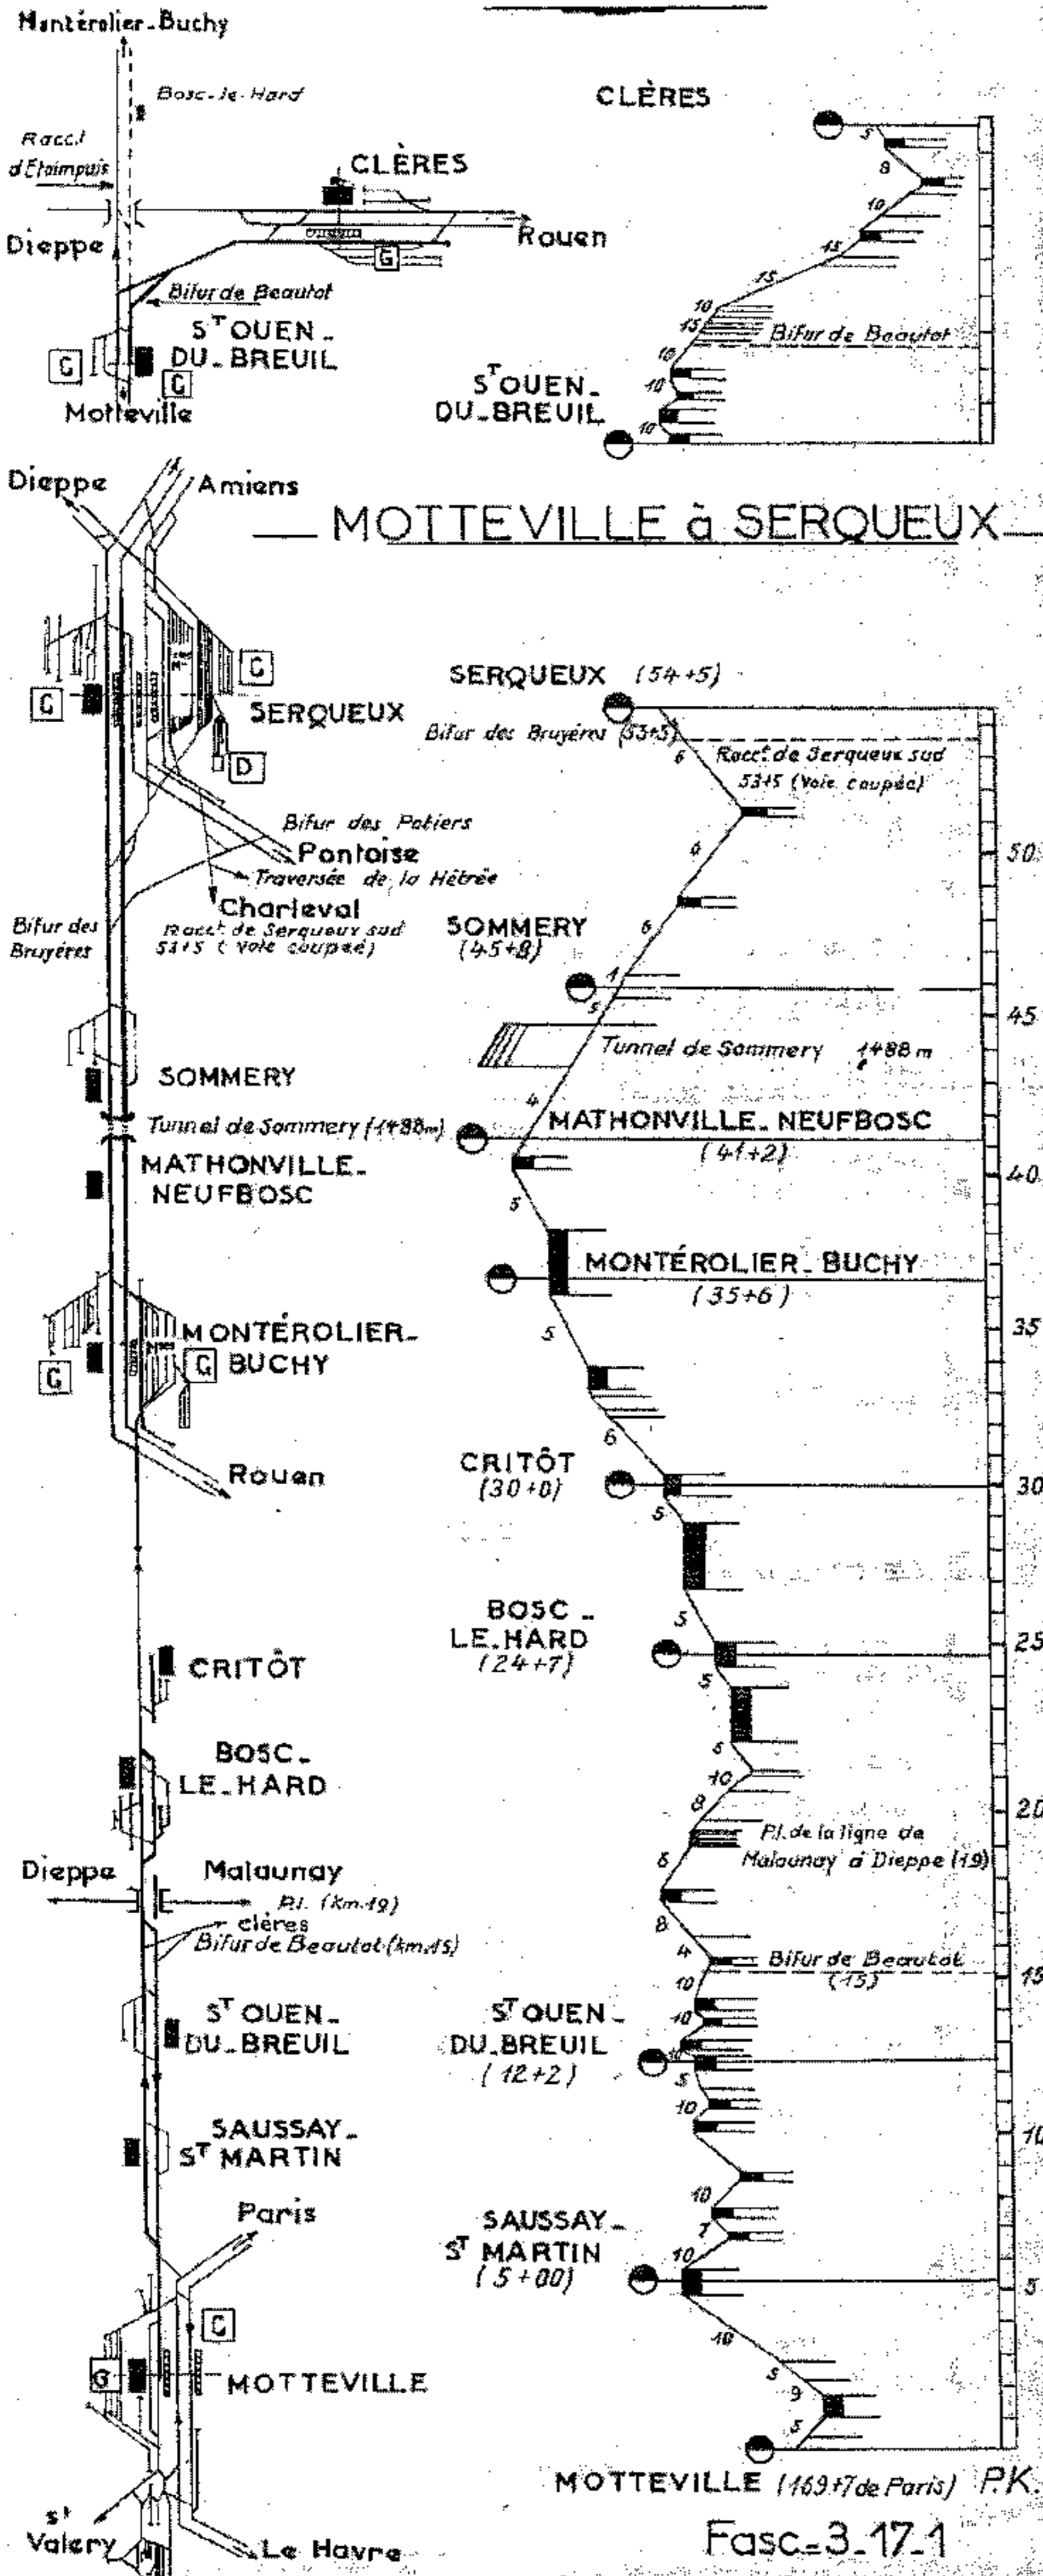 Montérolier-Buchy
Bosc-le-Hard
Racc.t
d'Etaimpuis
CLÈRES
Dieppe
Rouen
G
Bifur de Beautot
ST OUEN-
DU-BREUIL
G
G
Motteville
CLÈRES
5
8
10
15
15
10
15
Bifur de Beautot
10
10
ST OUEN-
DU-BREUIL
10
MOTTEVILLE à SERQUEUX
Dieppe
Amiens
G
G
SERQUEUX
D
Bifur des Potiers
Pontoise
Traversée de la Hêtrée
Charleval
Racct. de Serqueux sud
53+5 (Voie coupée)
Bifur des
Bruyéres
SOMMERY
Tunnel de Sommery (1488m)
MATHONVILLE-
NEUFBOSC
MONTÉROLIER-
BUCHY
G
G
Rouen
CRITÔT
BOSC-
LE-HARD
Dieppe
Malaunay
P.I. (km.19)
clères
Bifur de Beautot (km.15)
ST OUEN-
DU-BREUIL
SAUSSAY-
ST MARTIN
Paris
G
G
MOTTEVILLE
St
Valery
Le Havre
SERQUEUX (54+5)
Bifur des Bruyéres (53+5)
6
Racct. de Serqueux sud
53+5 (Voie coupée)
6
50
6
SOMMERY
(45+8)
1
5
45
Tunnel de Sommery 1488 m
4
MATHONVILLE-NEUFBOSC
(41+2)
40
5
MONTÉROLIER-BUCHY
(35+6)
35
5
6
CRITÔT
(30+0)
30
5
BOSC-
LE-HARD
(24+7)
5
25
5
5
10
8
20
P.I. de la ligne de
Malaunay à Dieppe (19)
8
8
4
Bifur de Beautot
(15)
15
10
10
ST OUEN-
DU-BREUIL
(12+2)
10
5
10
10
10
7
SAUSSAY-
ST MARTIN
(5+00)
10
5
10
5
9
5
MOTTEVILLE (169+7 de Paris) P.K.
Fasc-3-17-1